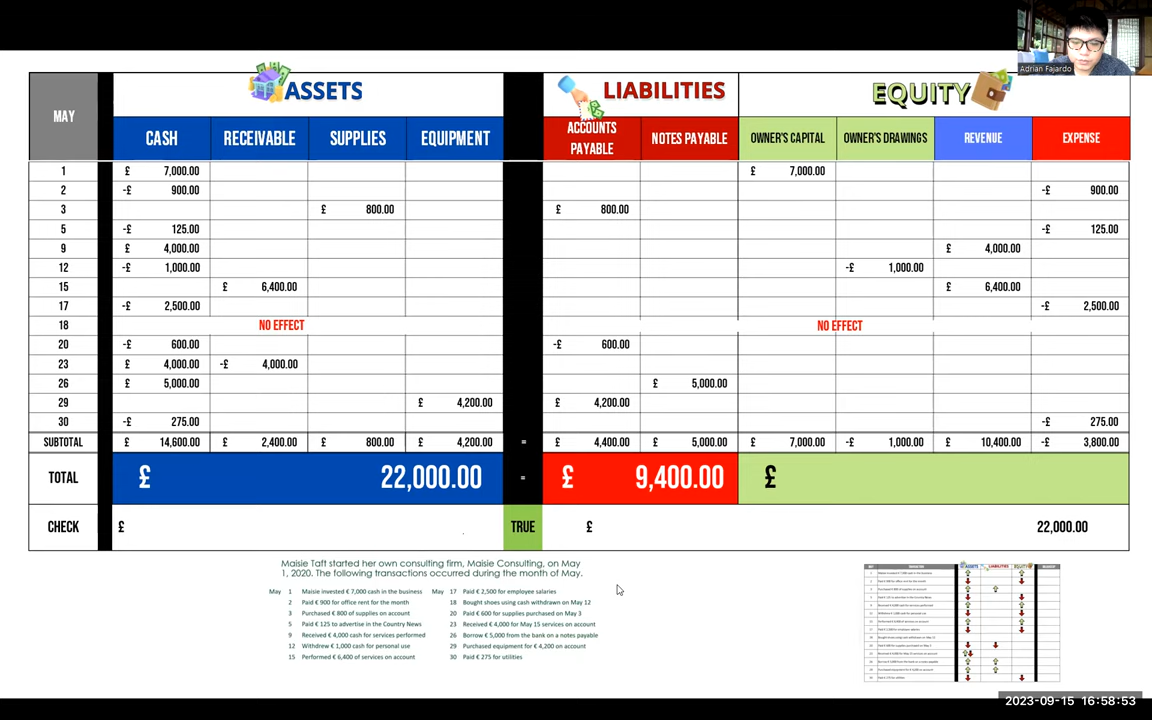 Adrian Fajardo
ASSETS LIABILITIES EQUITY
MAY CASH RECEIVABLE SUPPLIES EQUIPMENT ACCOUNTS PAYABLE NOTES PAYABLE OWNER'S CAPITAL OWNER'S DRAWINGS REVENUE EXPENSE
1 £ 7,000.00 £ 7,000.00
2 -£ 900.00 -£ 900.00
3 £ 800.00 £ 800.00
5 -£ 125.00 -£ 125.00
9 £ 4,000.00 £ 4,000.00
12 -£ 1,000.00 -£ 1,000.00
15 £ 6,400.00 £ 6,400.00
17 -£ 2,500.00 -£ 2,500.00
18 NO EFFECT NO EFFECT
20 -£ 600.00 -£ 600.00
23 £ 4,000.00 -£ 4,000.00
26 £ 5,000.00 £ 5,000.00
29 £ 4,200.00 £ 4,200.00
30 -£ 275.00 -£ 275.00
SUBTOTAL £ 14,600.00 £ 2,400.00 £ 800.00 £ 4,200.00 = £ 4,400.00 £ 5,000.00 £ 7,000.00 -£ 1,000.00 £ 10,400.00 -£ 3,800.00
TOTAL £ 22,000.00 = £ 9,400.00 £
CHECK £ TRUE £ 22,000.00
Maisie Taft started her own consulting firm, Maisie Consulting, on May
1, 2020. The following transactions occurred during the month of May.
May 1 Maisie invested € 7,000 cash in the business May 17 Paid € 2,500 for employee salaries
2 Paid € 900 for office rent for the month 18 Bought shoes using cash withdrawn on May 12
3 Purchased € 800 of supplies on account 20 Paid € 600 for supplies purchased on May 3
5 Paid € 125 to advertise in the Country News 23 Received € 4,000 for May 15 services on account
9 Received € 4,000 cash for services performed 26 Borrow € 5,000 from the bank on a notes payable
12 Withdrew € 1,000 cash for personal use 29 Purchased equipment for € 4,200 on account
15 Performed € 6,400 of services on account 30 Paid € 275 for utilities
2023-09-15 16:58:53